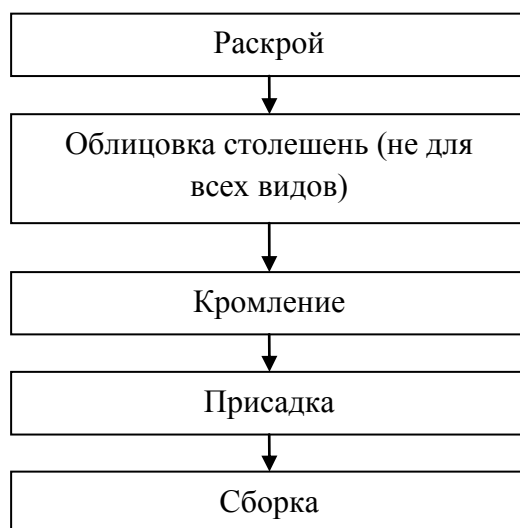 Раскрой
Облицовка столешень (не для
всех видов)
Кромление
Присадка
Сборка